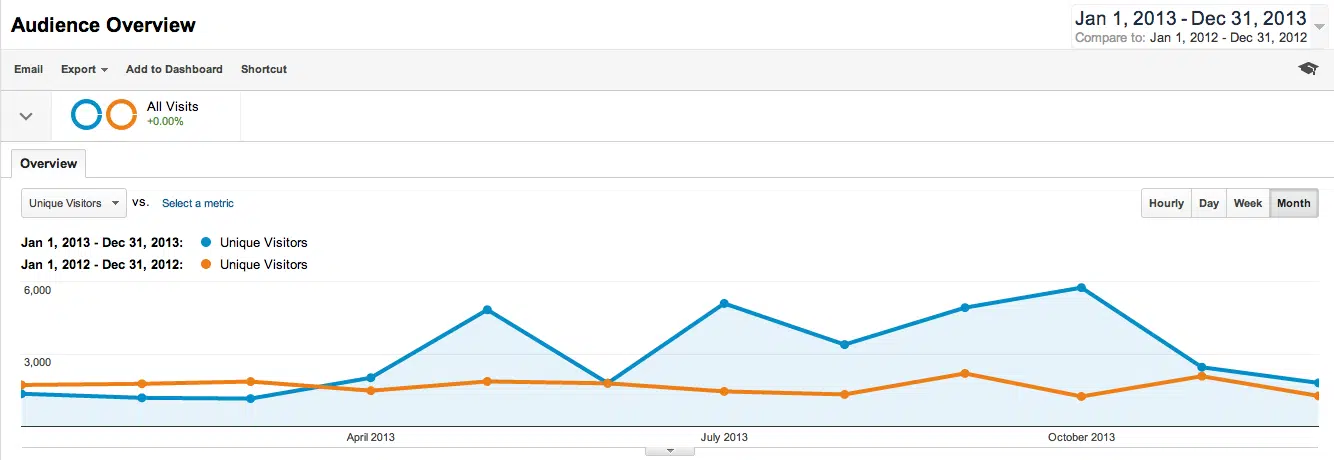 Audience Overview
Jan 1, 2013 - Dec 31, 2013
Compare to: Jan 1, 2012 - Dec 31, 2012
Email Export Add to Dashboard Shortcut
All Visits
+0.00%
Overview
Unique Visitors vs. Select a metric
Hourly Day Week Month
Jan 1, 2013 - Dec 31, 2013: Unique Visitors
Jan 1, 2012 - Dec 31, 2012: Unique Visitors
6,000
3,000
April 2013 July 2013 October 2013